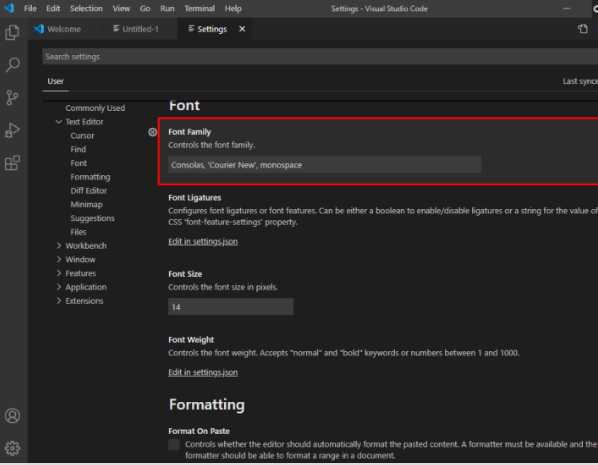 File Edit Selection View Go Run Terminal Help Settings - Visual Studio Code
Welcome Untitled-1 Settings
Search settings
User Last synce
Commonly Used
Text Editor
Cursor
Find
Font
Formatting
Diff Editor
Minimap
Suggestions
Files
Workbench
Window
Features
Application
Extensions
Font
Font Family
Controls the font family.
Consolas, 'Courier New', monospace
Font Ligatures
Configures font ligatures or font features. Can be either a boolean to enable/disable ligatures or a string for the value of
CSS 'font-feature-settings' property.
Edit in settings.json
Font Size
Controls the font size in pixels.
14
Font Weight
Controls the font weight. Accepts "normal" and "bold" keywords or numbers between 1 and 1000.
Edit in settings.json
Formatting
Format On Paste
Controls whether the editor should automatically format the pasted content. A formatter must be available and the
formatter should be able to format a range in a document.